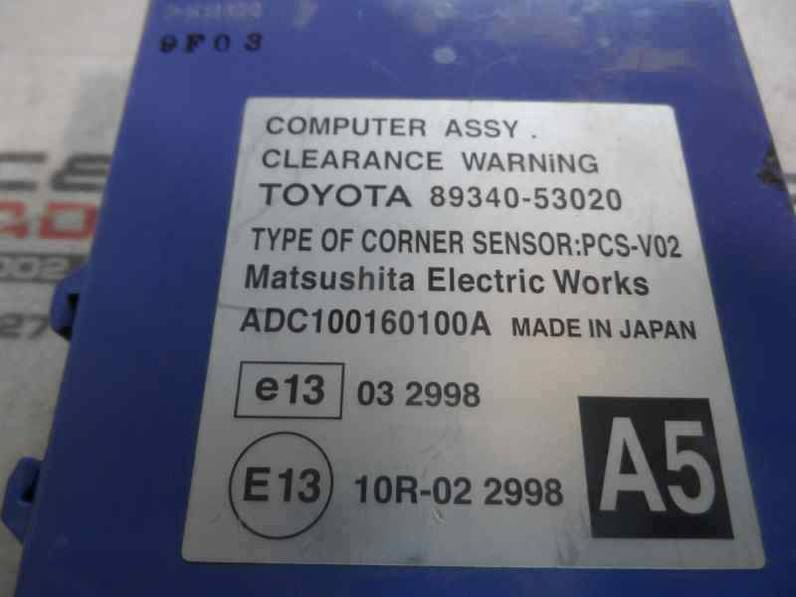 9F03
COMPUTER ASSY.
CLEARANCE WARNiNG
TOYOTA 89340-53020
TYPE OF CORNER SENSOR:PCS-V02
Matsushita Electric Works
ADC100160100A MADE IN JAPAN
e13 03 2998
E13 10R-02 2998
A5